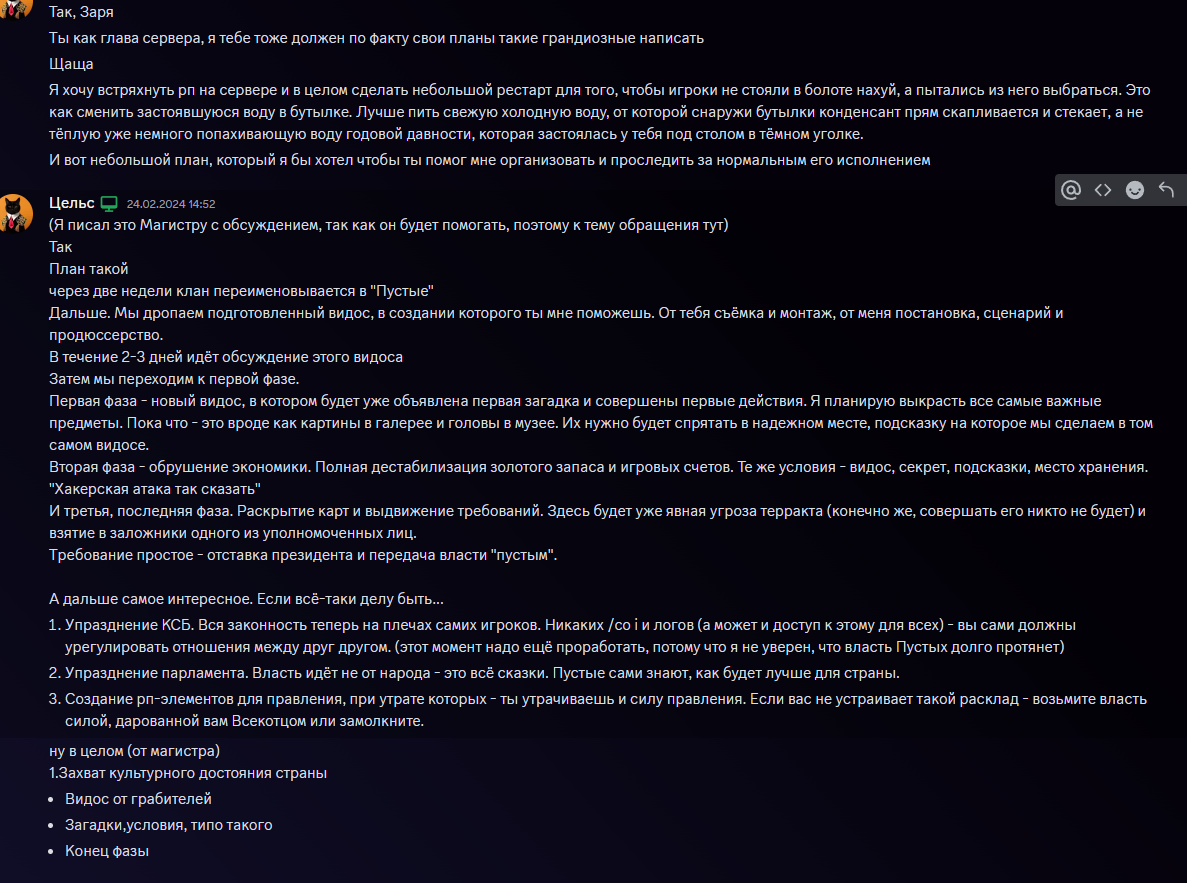 Так, Заря
Ты как глава сервера, я тебе тоже должен по факту свои планы такие грандиозные написать
Щаща
Я хочу встряхнуть рп на сервере и в целом сделать небольшой рестарт для того, чтобы игроки не стояли в болоте нахуй, а пытались из него выбраться. Это
как сменить застоявшуюся воду в бутылке. Лучше пить свежую холодную воду, от которой снаружи бутылки конденсант прям скапливается и стекает, а не
тёплую уже немного попахивающую воду годовой давности, которая застоялась у тебя под столом в тёмном уголке.
И вот небольшой план, который я бы хотел чтобы ты помог мне организовать и проследить за нормальным его исполнением
Цельс 24.02.2024 14:52
(Я писал это Магистру с обсуждением, так как он будет помогать, поэтому к тему обращения тут)
Так
План такой
через две недели клан переименовывается в "Пустые"
Дальше. Мы дропаем подготовленный видос, в создании которого ты мне поможешь. От тебя съёмка и монтаж, от меня постановка, сценарий и
продюссерство.
В течение 2-3 дней идёт обсуждение этого видоса
Затем мы переходим к первой фазе.
Первая фаза - новый видос, в котором будет уже объявлена первая загадка и совершены первые действия. Я планирую выкрасть все самые важные
предметы. Пока что - это вроде как картины в галерее и головы в музее. Их нужно будет спрятать в надежном месте, подсказку на которое мы сделаем в том
самом видосе.
Вторая фаза - обрушение экономики. Полная дестабилизация золотого запаса и игровых счетов. Те же условия - видос, секрет, подсказки, место хранения.
"Хакерская атака так сказать"
И третья, последняя фаза. Раскрытие карт и выдвижение требований. Здесь будет уже явная угроза терракта (конечно же, совершать его никто не будет) и
взятие в заложники одного из уполномоченных лиц.
Требование простое - отставка президента и передача власти "пустым".
А дальше самое интересное. Если всё-таки делу быть...
1. Упразднение КСБ. Вся законность теперь на плечах самих игроков. Никаких /co i и логов (а может и доступ к этому для всех) - вы сами должны
урегулировать отношения между друг другом. (этот момент надо ещё проработать, потому что я не уверен, что власть Пустых долго протянет)
2. Упразднение парламента. Власть идёт не от народа - это всё сказки. Пустые сами знают, как будет лучше для страны.
3. Создание рп-элементов для правления, при утрате которых - ты утрачиваешь и силу правления. Если вас не устраивает такой расклад - возьмите власть
силой, дарованной вам Всекотцом или замолкните.
ну в целом (от магистра)
1.Захват культурного достояния страны
• Видос от грабителей
• Загадки,условия, типо такого
• Конец фазы